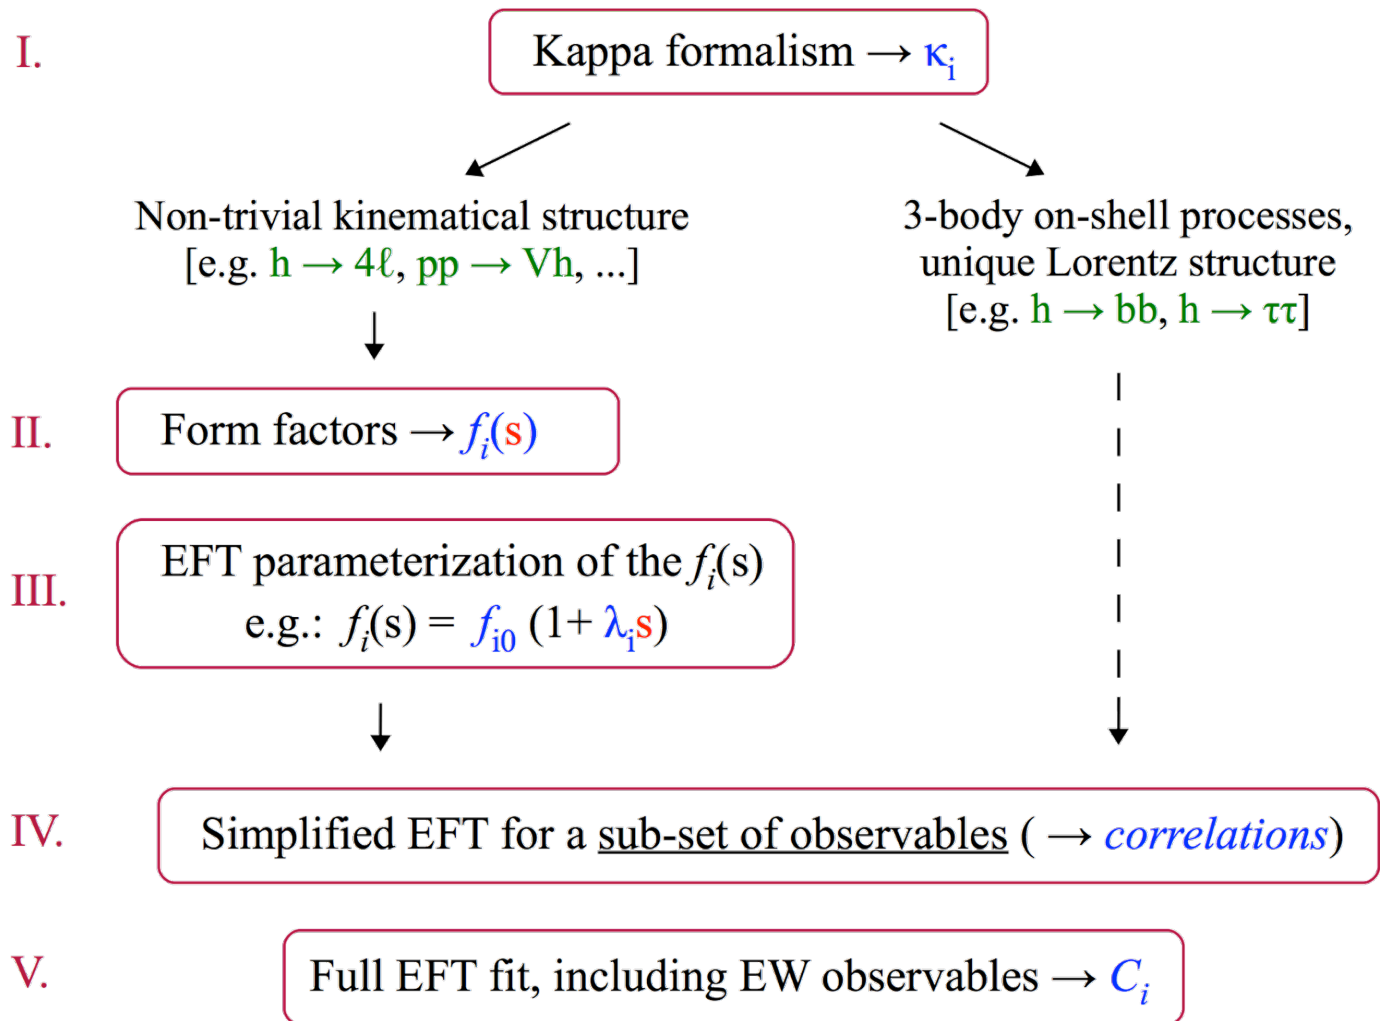 I.
Kappa formalism → κi
Non-trivial kinematical structure
[e.g. h → 4ℓ, pp → Vh, ...]
3-body on-shell processes,
unique Lorentz structure
[e.g. h → bb, h → ττ]
II.
Form factors → fi(s)
III.
EFT parameterization of the fi(s)
e.g.: fi(s) = fi0 (1+ λis)
IV.
Simplified EFT for a sub-set of observables ( → correlations)
V.
Full EFT fit, including EW observables → Ci